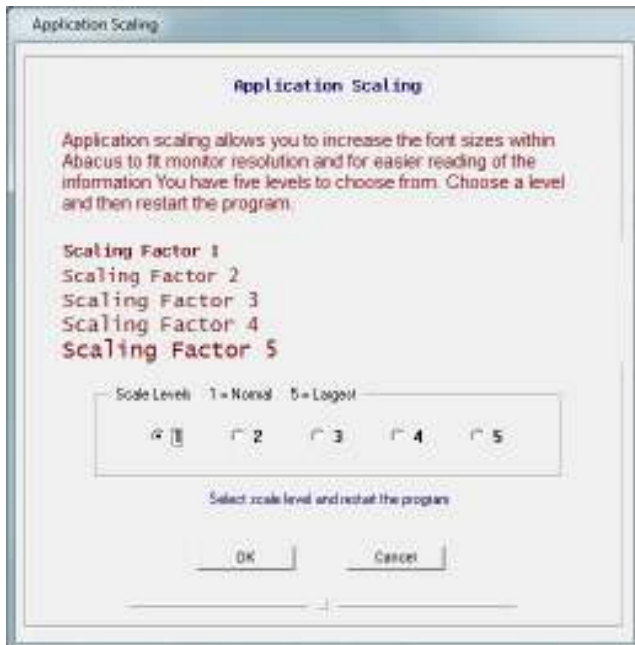 Application Scaling
Application Scaling
Application scaling allows you to increase the font sizes within
Abacus to fit monitor resolution and for easier reading of the
information You have five levels to choose from. Choose a level
and then restart the program.
Scaling Factor 1
Scaling Factor 2
Scaling Factor 3
Scaling Factor 4
Scaling Factor 5
Scale Levels 1 = Normal 5 = Largest
1 2 3 4 5
Select scale level and restart the program
OK Cancel